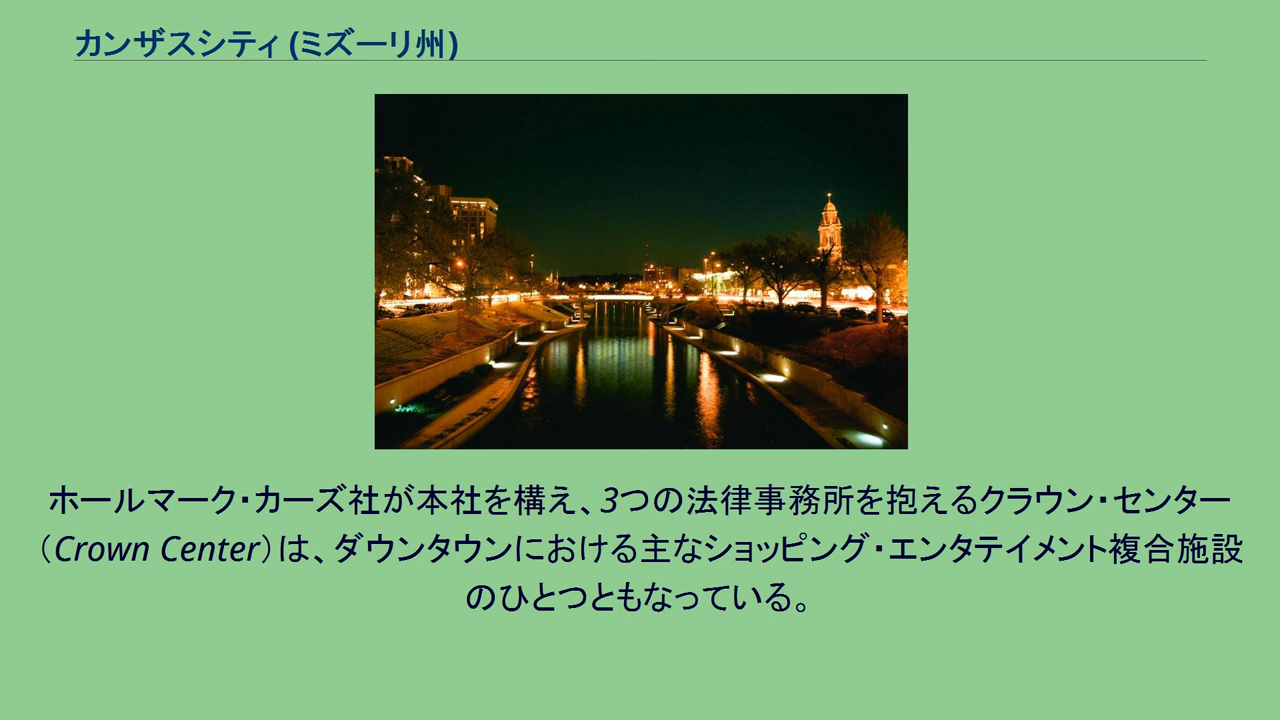 カンザスシティ (ミズーリ州)
ホールマーク・カーズ社が本社を構え、3つの法律事務所を抱えるクラウン・センター
（Crown Center）は、ダウンタウンにおける主なショッピング・エンタテイメント複合施設
のひとつともなっている。